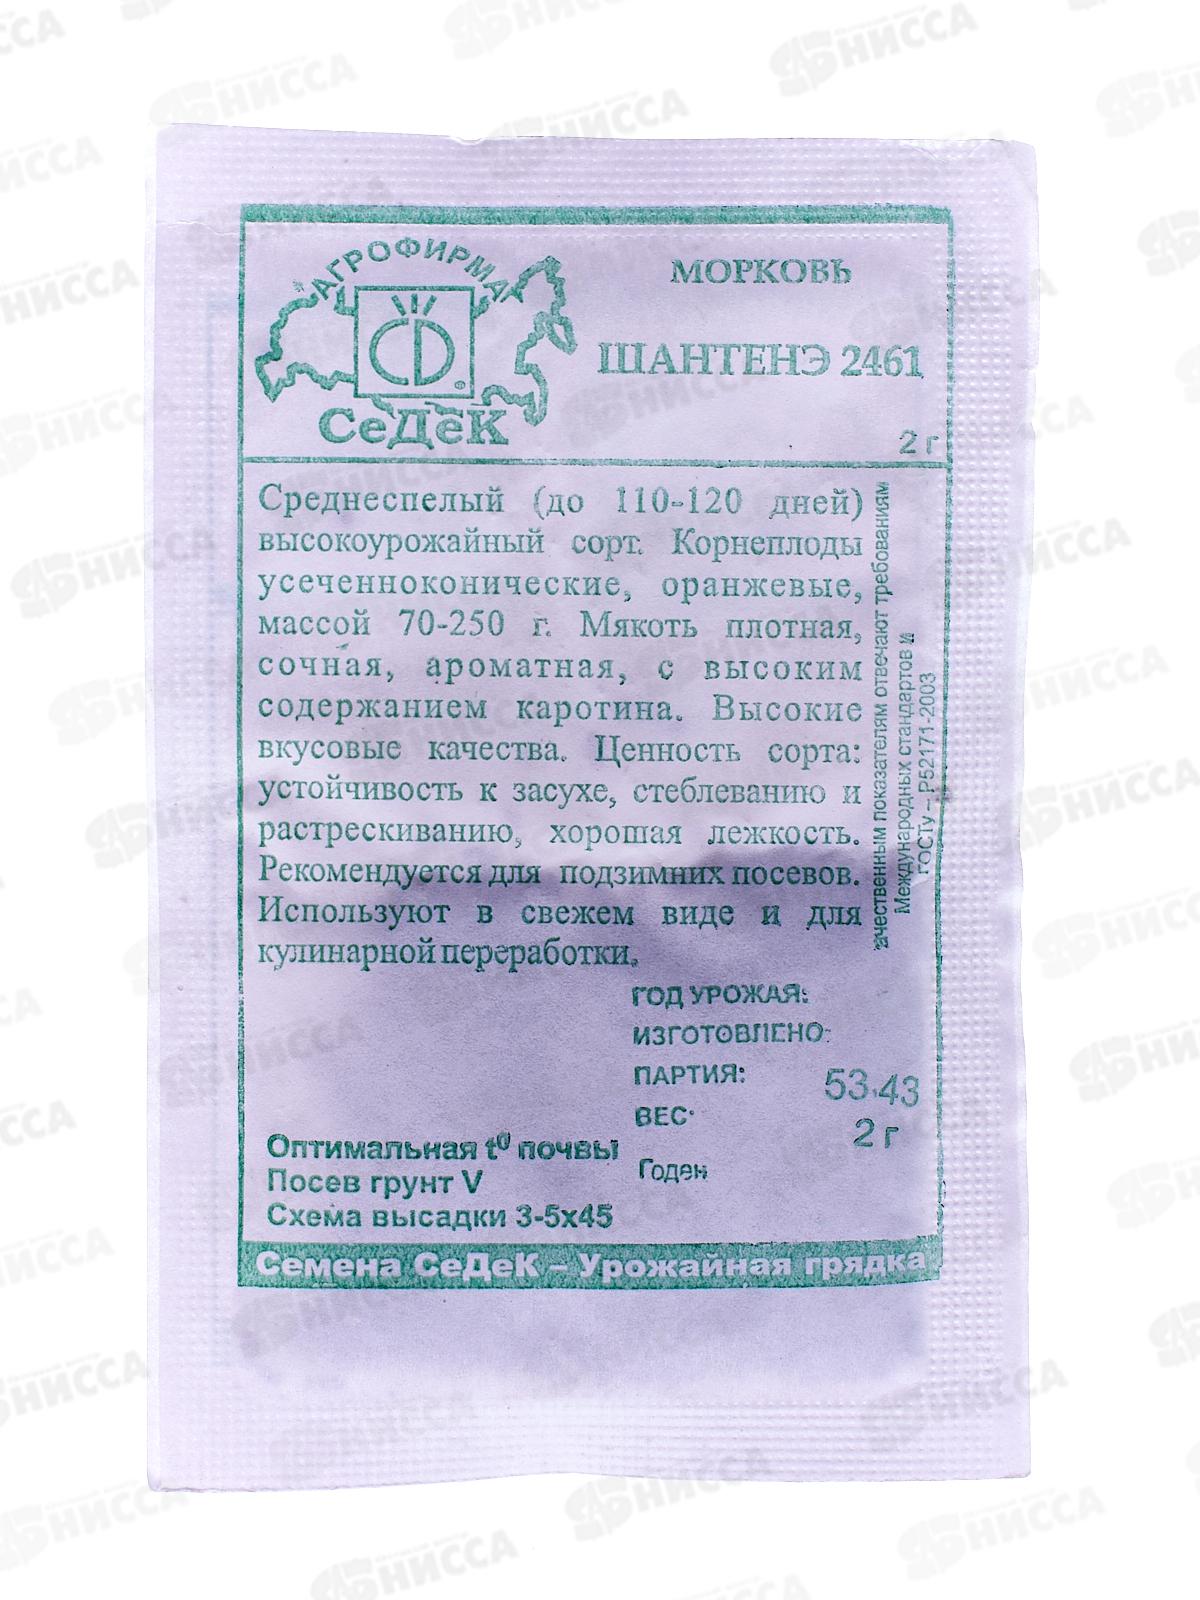 АГРОФИРМА
СД
СеДеК
МОРКОВЬ
ШАНТЕНЭ 2461
2 г
Среднеспелый (до 110-120 дней)
высокоурожайный сорт. Корнеплоды
усеченноконические, оранжевые,
массой 70-250 г. Мякоть плотная,
сочная, ароматная, с высоким
содержанием каротина. Высокие
вкусовые качества. Ценность сорта:
устойчивость к засухе, стеблеванию и
растрескиванию, хорошая лежкость.
Рекомендуется для подзимних посевов.
Используют в свежем виде и для
кулинарной переработки.
ачественным показателям отвечают требованиям
Международных стандартов и
ГОСТу – Р52171-2003
ГОД УРОЖАЯ:
ИЗГОТОВЛЕНО:
ПАРТИЯ: 53.43
ВЕС: 2 г
Годен
Оптимальная t⁰ почвы
Посев грунт V
Схема высадки 3-5х45
Семена СеДеК – Урожайная грядка
НИССА